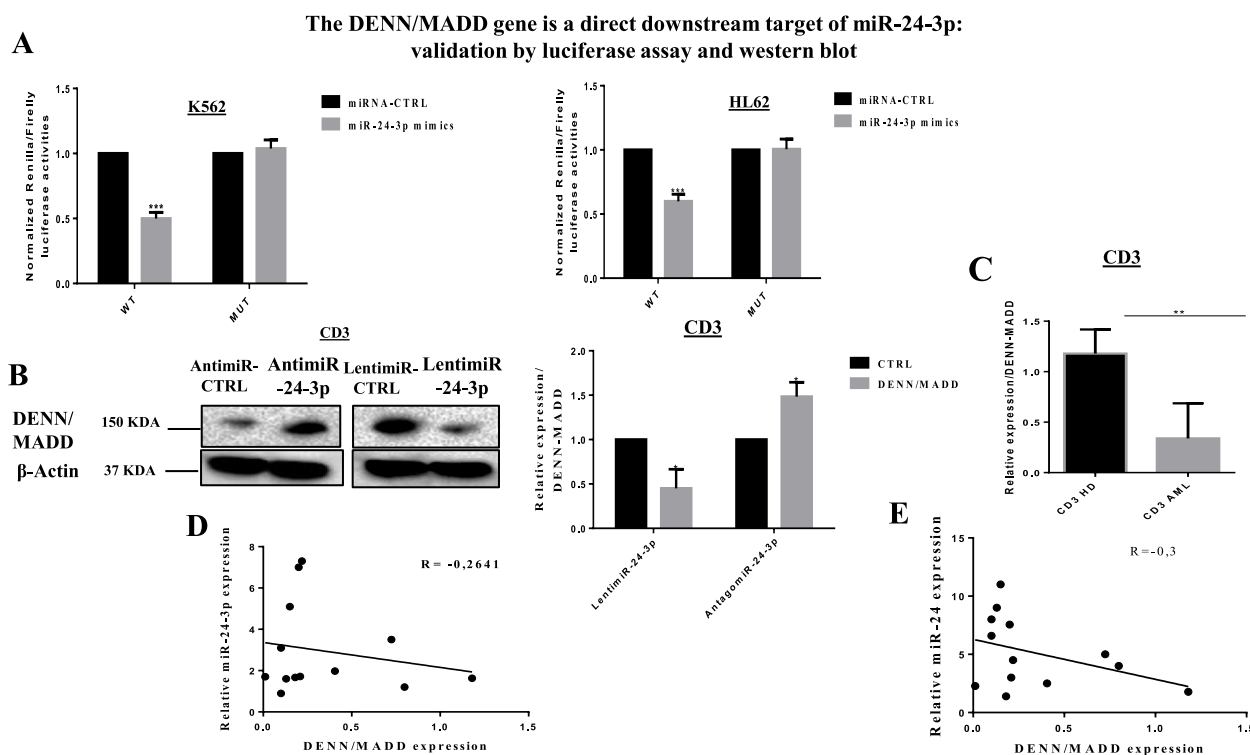 The DENN/MADD gene is a direct downstream target of miR-24-3p:
validation by luciferase assay and western blot
A
Normalized Renilla/Firelly
luciferase activities
1.5
1.0
0.5
0.0
K562
***
WT
MUT
miRNA-CTRL
miR-24-3p mimics
Normalized Renilla/Firefly
luciferase activities
1.5
1.0
0.5
0.0
HL62
***
WT
MUT
miRNA-CTRL
miR-24-3p mimics
B
CD3
AntimiR-
CTRL
AntimiR
-24-3p
LentimiR-
CTRL
LentimiR
-24-3p
DENN/
MADD
150 KDA
β-Actin
37 KDA
CD3
Relative expression/
DENN-MADD
2.0
1.5
1.0
0.5
0.0
*
*
LentimiR-24-3p
AntagomiR-24-3p
CTRL
DENN/MADD
C
CD3
Relative expression/DENN-MADD
1.5
1.0
0.5
0.0
**
CD3 HD
CD3 AML
D
Relative miR-24-3p expression
8
6
4
2
0
R = -0,2641
0.0
0.5
1.0
1.5
DENN/MADD expression
E
Relative miR-24 expression
15
10
5
0
R=-0,3
0.0
0.5
1.0
1.5
DENN/MADD expression